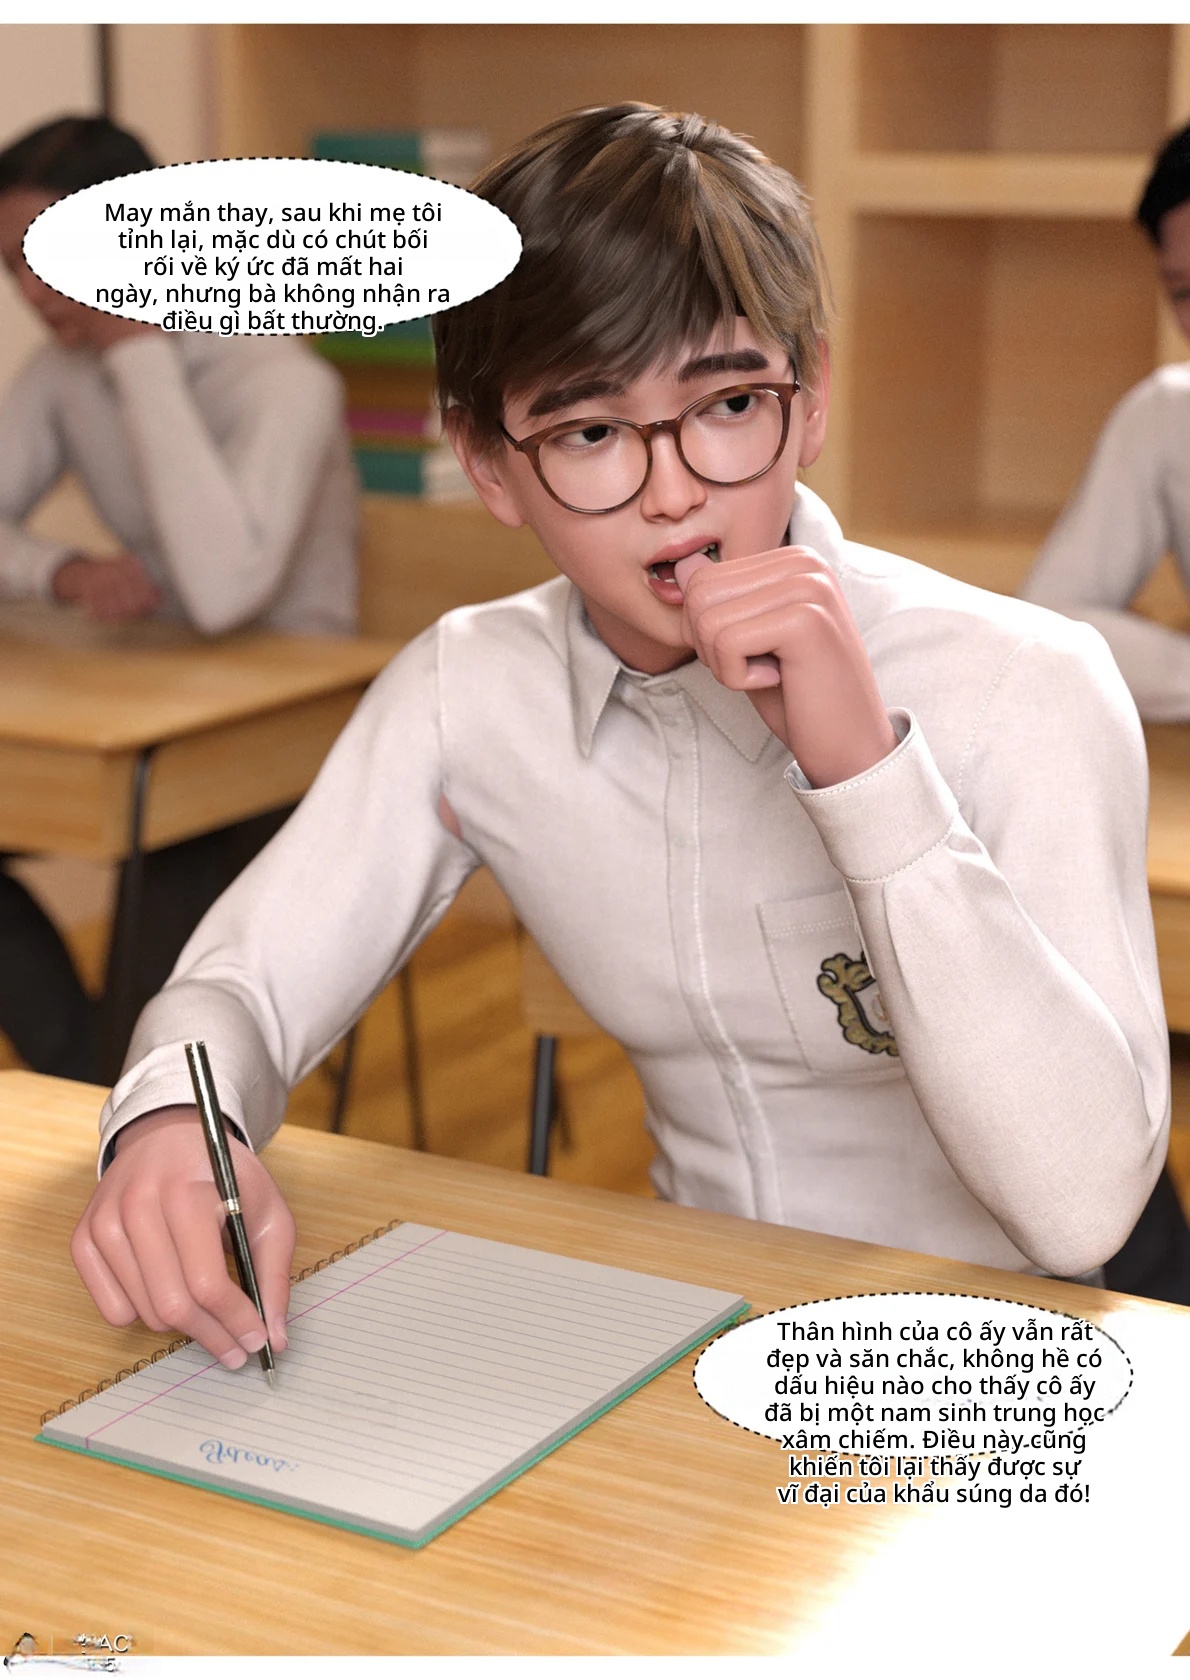 May mắn thay, sau khi mẹ tôi
tỉnh lại, mặc dù có chút bối
rối về ký ức đã mất hai
ngày, nhưng bà không nhận ra
điều gì bất thường.
Thân hình của cô ấy vẫn rất
đẹp và săn chắc, không hề có
dấu hiệu nào cho thấy cô ấy
đã bị một nam sinh trung học
xâm chiếm. Điều này cũng
khiến tôi lại thấy được sự
vĩ đại của khẩu súng da đó!